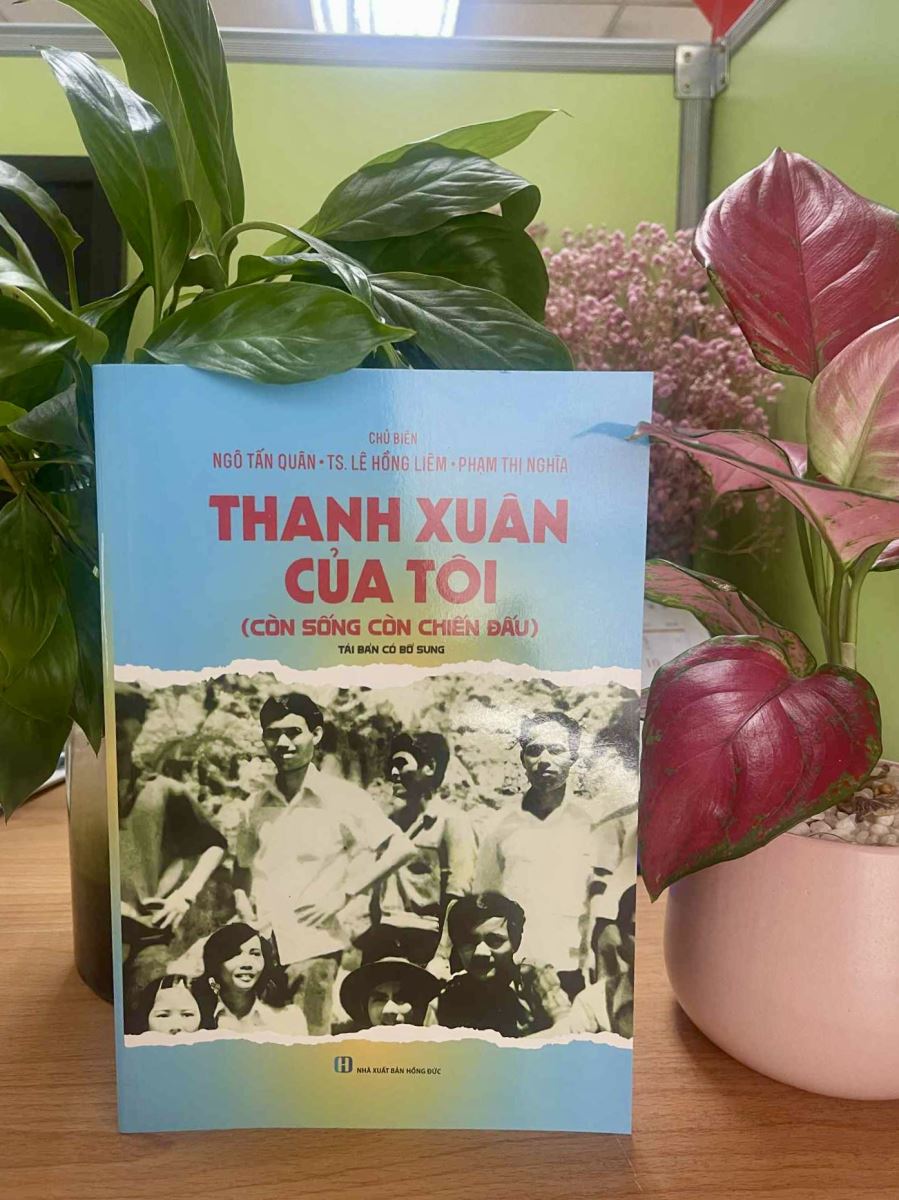 CHỦ BIÊN
NGÔ TẤN QUÂN • TS. LÊ HỒNG LIÊM • PHẠM THỊ NGHĨA
THANH XUÂN
CỦA TÔI
(CÒN SỐNG CÒN CHIẾN ĐẤU)
TÁI BẢN CÓ BỔ SUNG
NHÀ XUẤT BẢN HỒNG ĐỨC